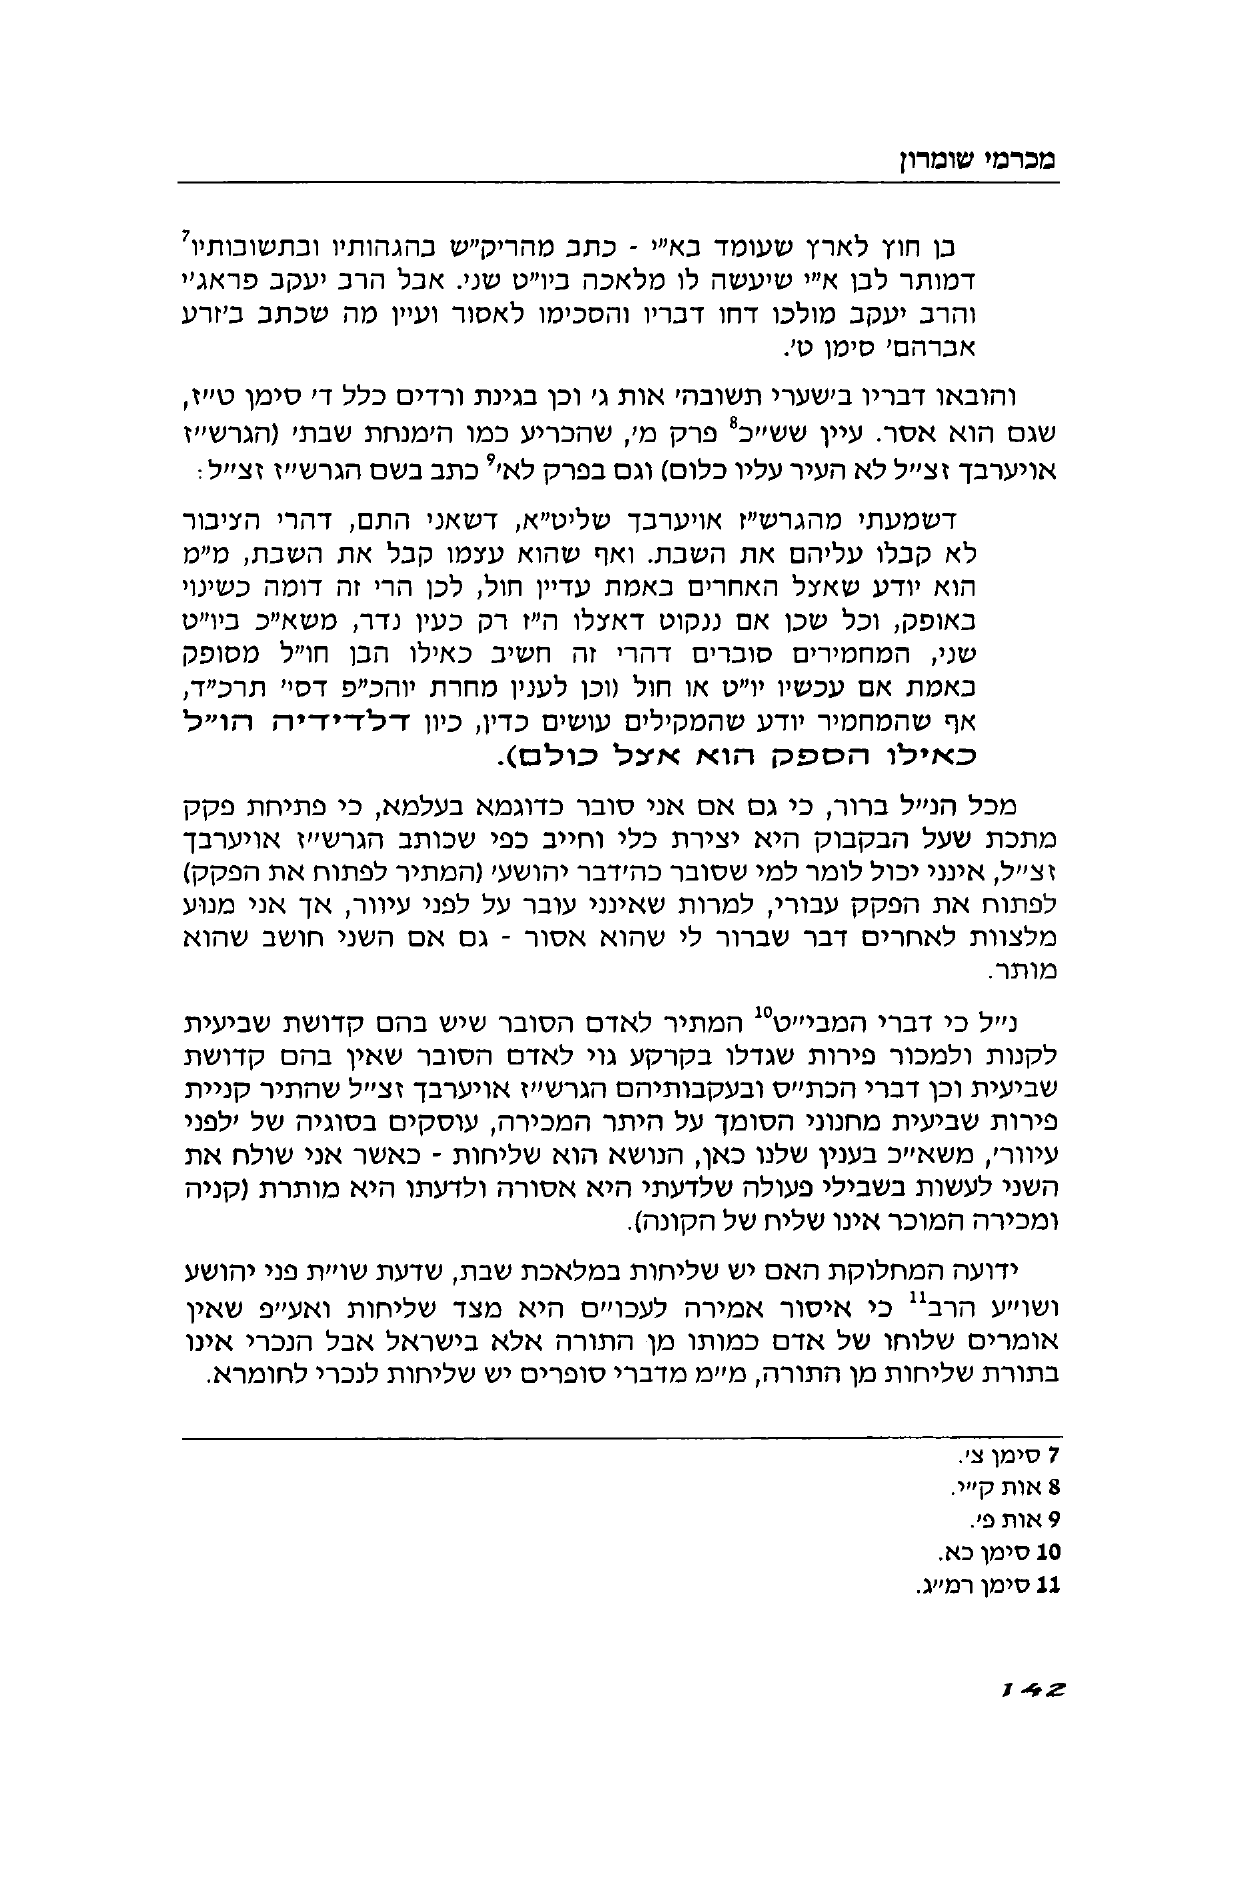 מכרמי שומרון
בן חוץ לארץ שעומד בא"י - כתב מהריק"ש בהגהותיו ובתשובותיו7
דמותר לבן א"י שיעשה לו מלאכה ביו"ט שני. אבל הרב יעקב פראג'י
והרב יעקב מולכו דחו דבריו והסכימו לאסור ועיין מה שכתב ב'זרע
אברהם' סימן ט'.
והובאו דבריו ב'שערי תשובה' אות ג' וכן בגינת ורדים כלל ד' סימן ט"ז,
שגם הוא אסר. עיין שש"כ8 פרק מ', שהכריע כמו ה'מנחת שבת' (הגרש"ז
אויערבך זצ"ל לא העיר עליו כלום) וגם בפרק לא'9 כתב בשם הגרש"ז זצ"ל:
דשמעתי מהגרש"ז אויערבך שליט"א, דשאני התם, דהרי הציבור
לא קבלו עליהם את השבת. ואף שהוא עצמו קבל את השבת, מ"מ
הוא יודע שאצל האחרים באמת עדיין חול, לכן הרי זה דומה כשינוי
באופק, וכל שכן אם ננקוט דאצלו ה"ז רק כעין נדר, משא"כ ביו"ט
שני, המחמירים סוברים דהרי זה חשיב כאילו הבן חו"ל מסופק
באמת אם עכשיו יו"ט או חול (וכן לענין מחרת יוהכ"פ דסי' תרכ"ד,
אף שהמחמיר יודע שהמקילים עושים כדין, כיון דלדידיה הו"ל
כאילו הספק הוא אצל כולם).
מכל הנ"ל ברור, כי גם אם אני סובר כדוגמא בעלמא, כי פתיחת פקק
מתכת שעל הבקבוק היא יצירת כלי וחייב כפי שכותב הגרש"ז אויערבך
זצ"ל, אינני יכול לומר למי שסובר כה'דבר יהושע' (המתיר לפתוח את הפקק)
לפתוח את הפקק עבורי, למרות שאינני עובר על לפני עיוור, אך אני מנוע
מלצוות לאחרים דבר שברור לי שהוא אסור - גם אם השני חושב שהוא
מותר.
נ"ל כי דברי המבי"ט10 המתיר לאדם הסובר שיש בהם קדושת שביעית
לקנות ולמכור פירות שגדלו בקרקע גוי לאדם הסובר שאין בהם קדושת
שביעית וכן דברי הכת"ס ובעקבותיהם הגרש"ז אויערבך זצ"ל שהתיר קניית
פירות שביעית מחנווני הסומך על היתר המכירה, עוסקים בסוגיה של 'לפני
עיוור', משא"כ בענין שלנו כאן, הנושא הוא שליחות - כאשר אני שולח את
השני לעשות בשבילי פעולה שלדעתי היא אסורה ולדעתו היא מותרת (קניה
ומכירה המוכר אינו שליח של הקונה).
ידועה המחלוקת האם יש שליחות במלאכת שבת, שדעת שו"ת פני יהושע
ושו"ע הרב11 כי איסור אמירה לעכו"ם היא מצד שליחות ואע"פ שאין
אומרים שלוחו של אדם כמותו מן התורה אלא בישראל אבל הנכרי אינו
בתורת שליחות מן התורה, מ"מ מדברי סופרים יש שליחות לנכרי לחומרא.
7 סימן צ'.
8 אות ק"י.
9 אות פ'.
10 סימן כא.
11 סימן רמ"ג.
142